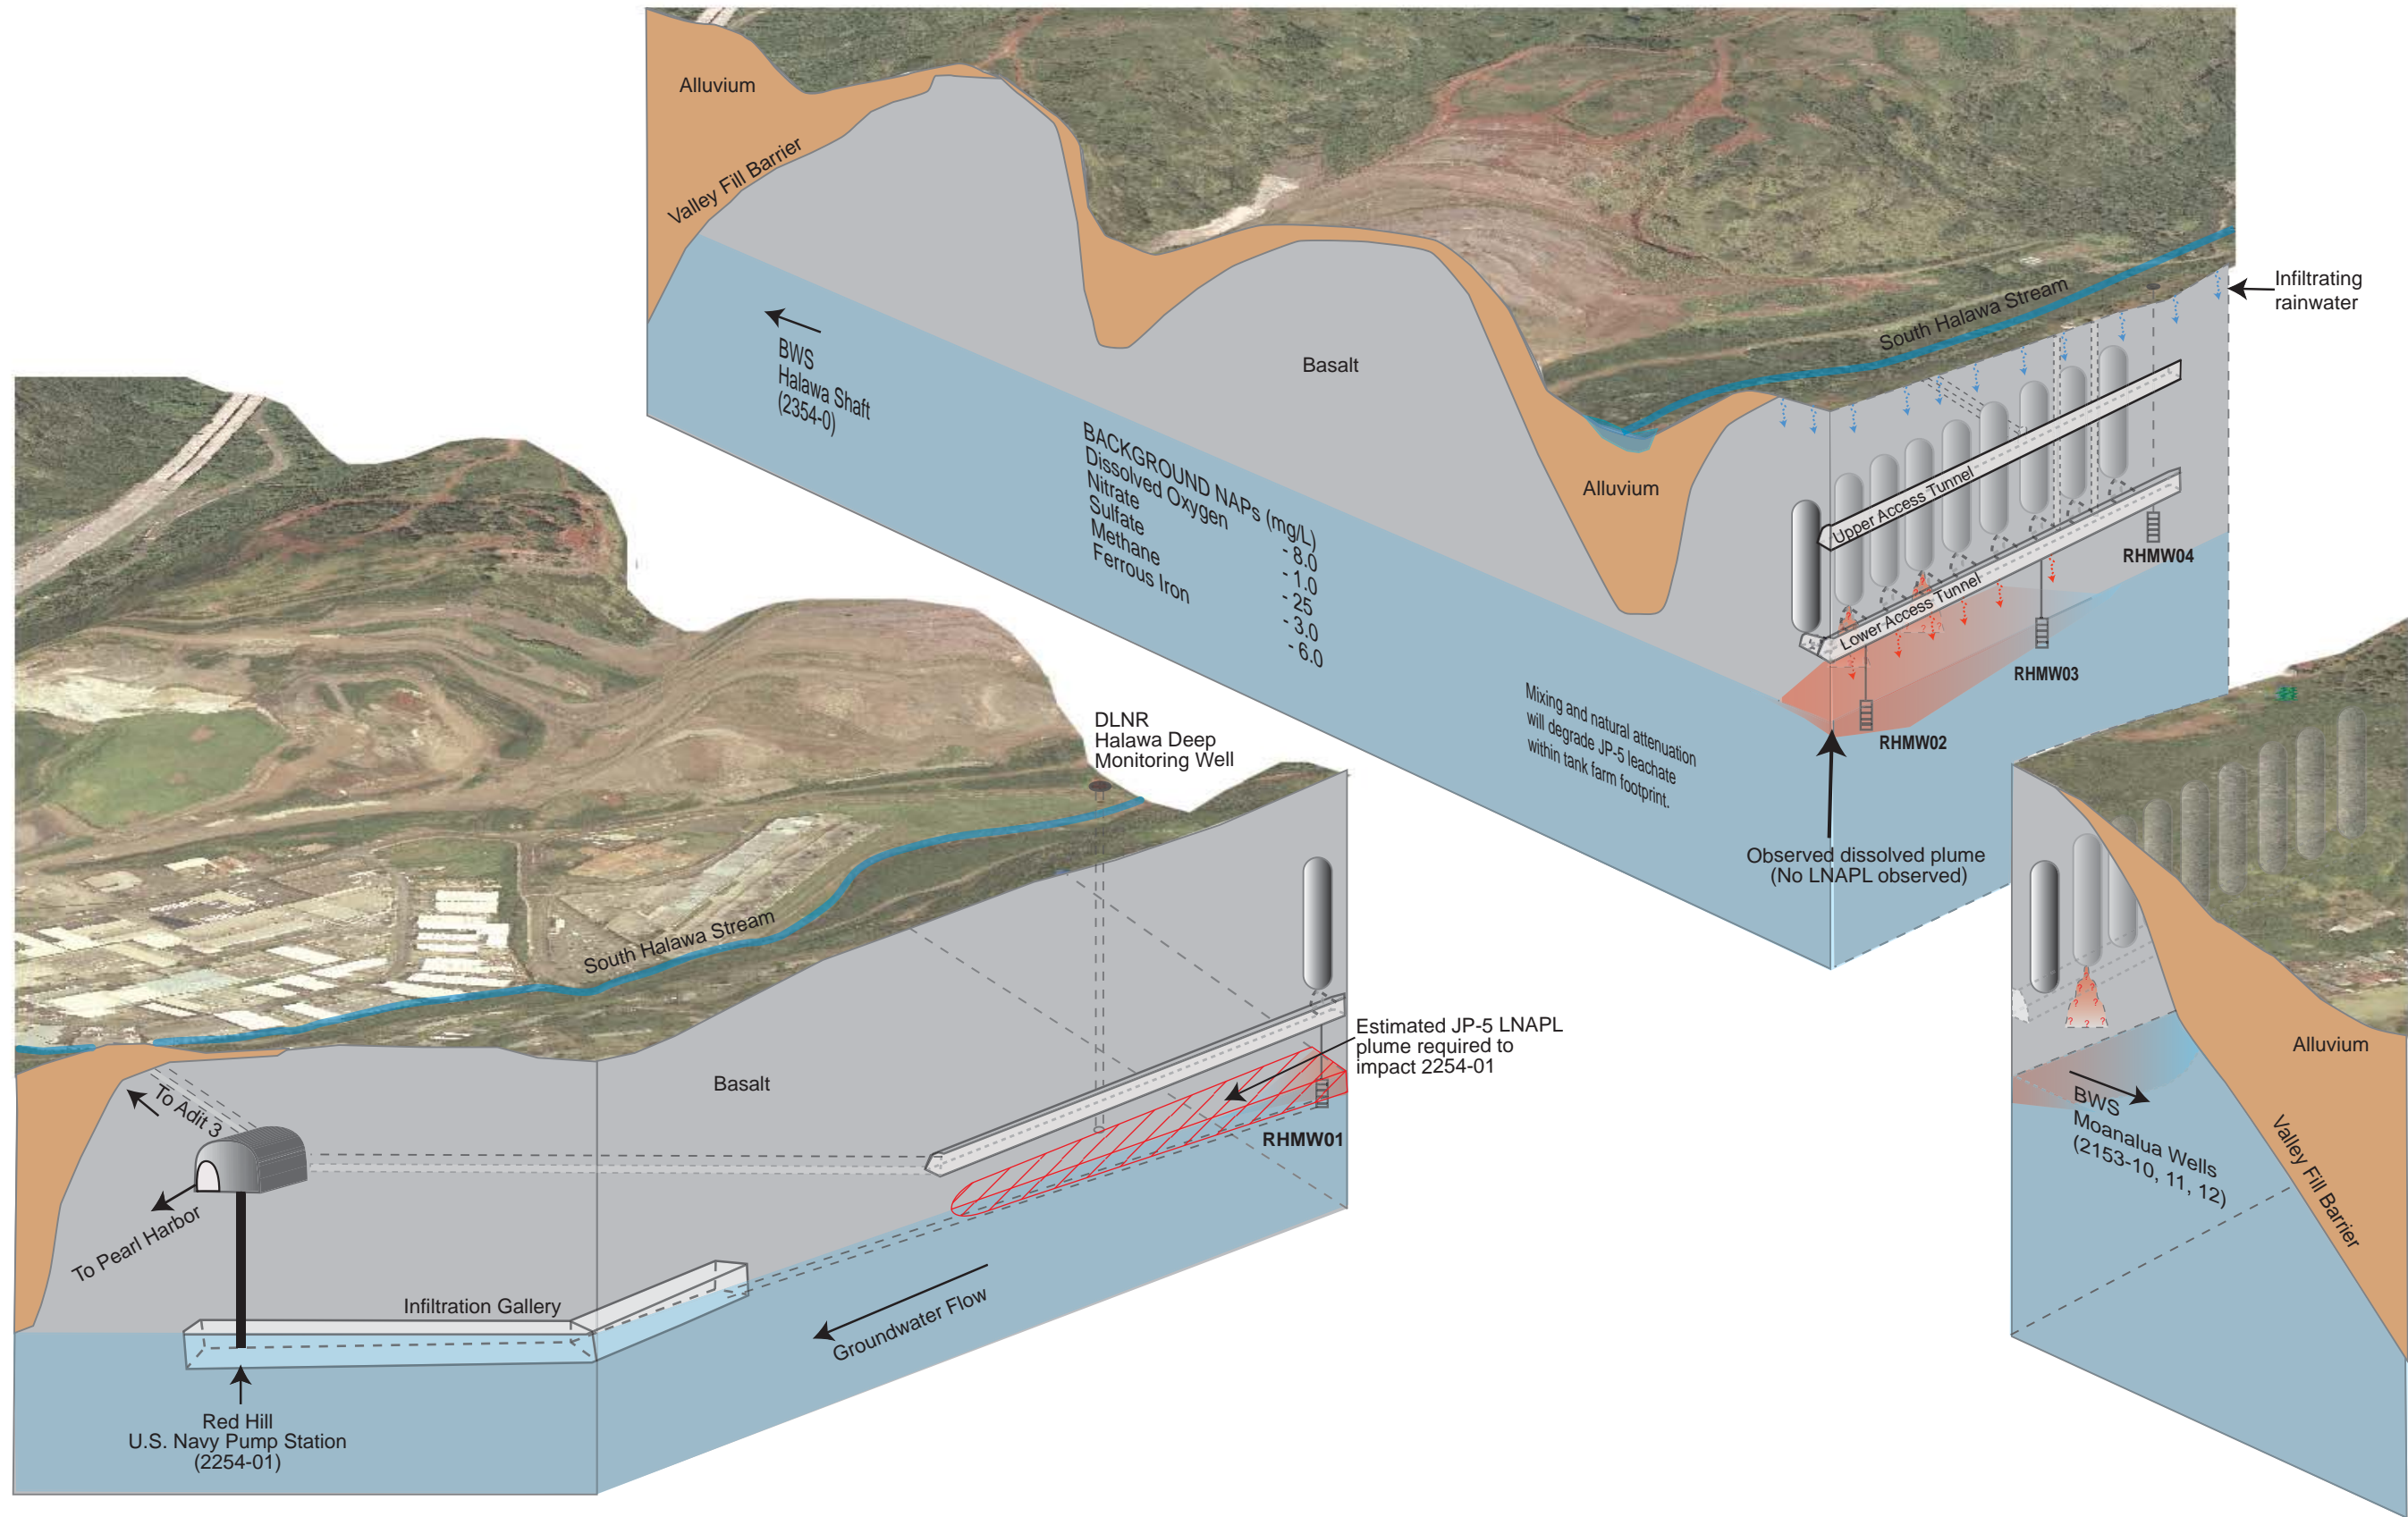 Alluvium
Valley Fill Barrier
BWS
Halawa Shaft
(2354-0)
BACKGROUND NAPs (mg/L)
Dissolved Oxygen - 8.0
Nitrate - 1.0
Sulfate - 25
Methane - 3.0
Ferrous Iron - 6.0
Basalt
Alluvium
South Halawa Stream
Infiltrating
rainwater
Upper Access Tunnel
Lower Access Tunnel
RHMW04
RHMW03
RHMW02
Mixing and natural attenuation
will degrade JP-5 leachate
within tank farm footprint.
Observed dissolved plume
(No LNAPL observed)
DLNR
Halawa Deep
Monitoring Well
South Halawa Stream
Basalt
Estimated JP-5 LNAPL
plume required to
impact 2254-01
RHMW01
To Adit 3
To Pearl Harbor
Infiltration Gallery
Groundwater Flow
Red Hill
U.S. Navy Pump Station
(2254-01)
? ? ? ? ? ? ? ?
Alluvium
BWS
Moanalua Wells
(2153-10, 11, 12)
Valley Fill Barrier